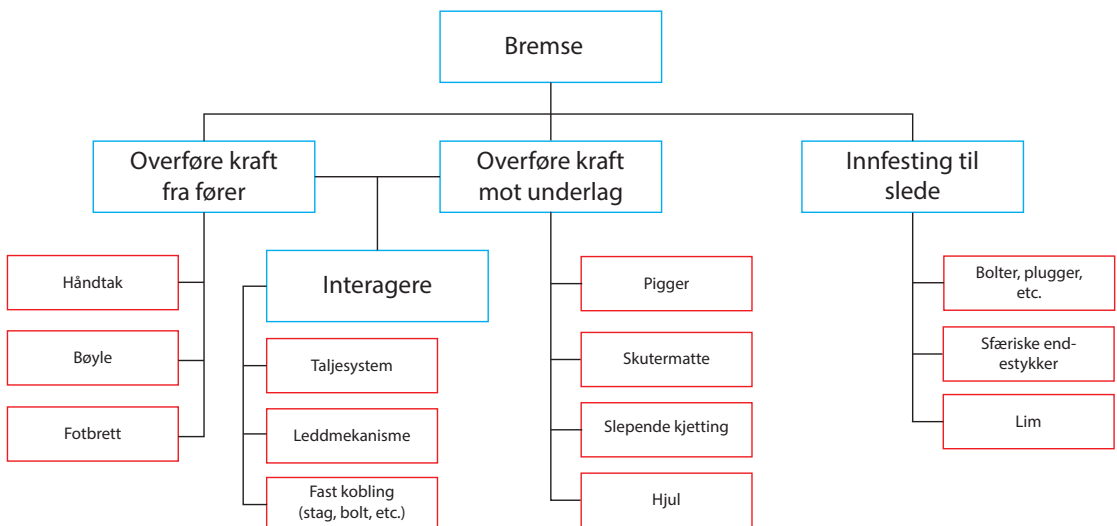 Bremse
Overføre kraft
fra fører
Overføre kraft
mot underlag
Innfesting til
slede
Håndtak
Bøyle
Fotbrett
Interagere
Taljesystem
Leddmekanisme
Fast kobling
(stag, bolt, etc.)
Pigger
Skutermatte
Slepende kjetting
Hjul
Bolter, plugger,
etc.
Sfæriske end-
estykker
Lim